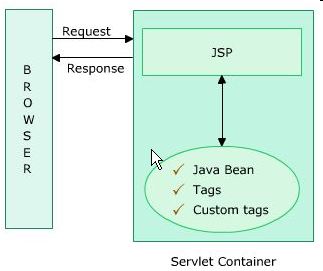 Request
Response
B
R
O
W
S
E
R
JSP
Java Bean
Tags
Custom tags
Servlet Container